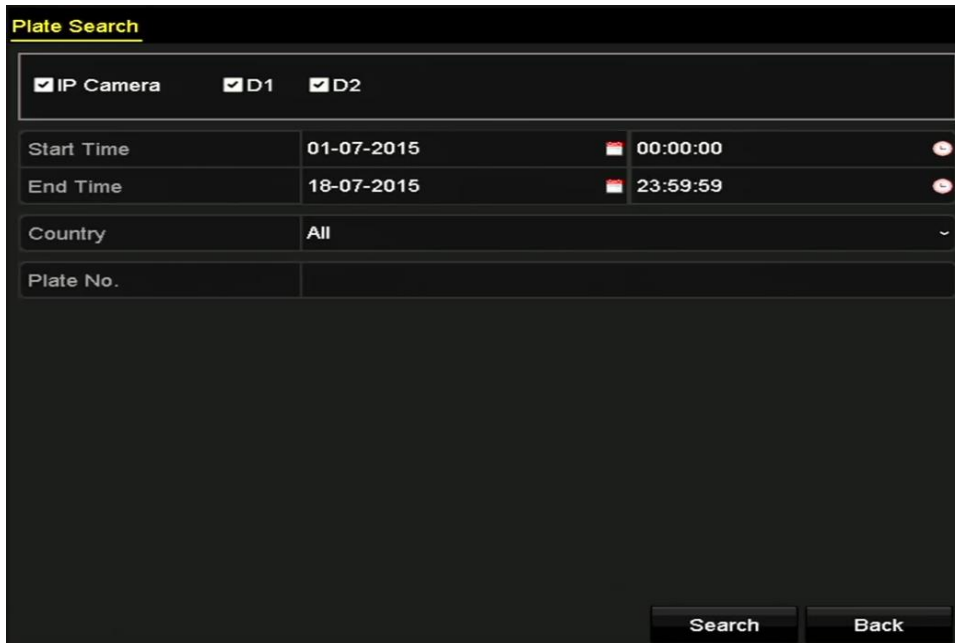 Plate Search
IP Camera D1 D2
Start Time 01-07-2015 00:00:00
End Time 18-07-2015 23:59:59
Country All
Plate No.
Search Back